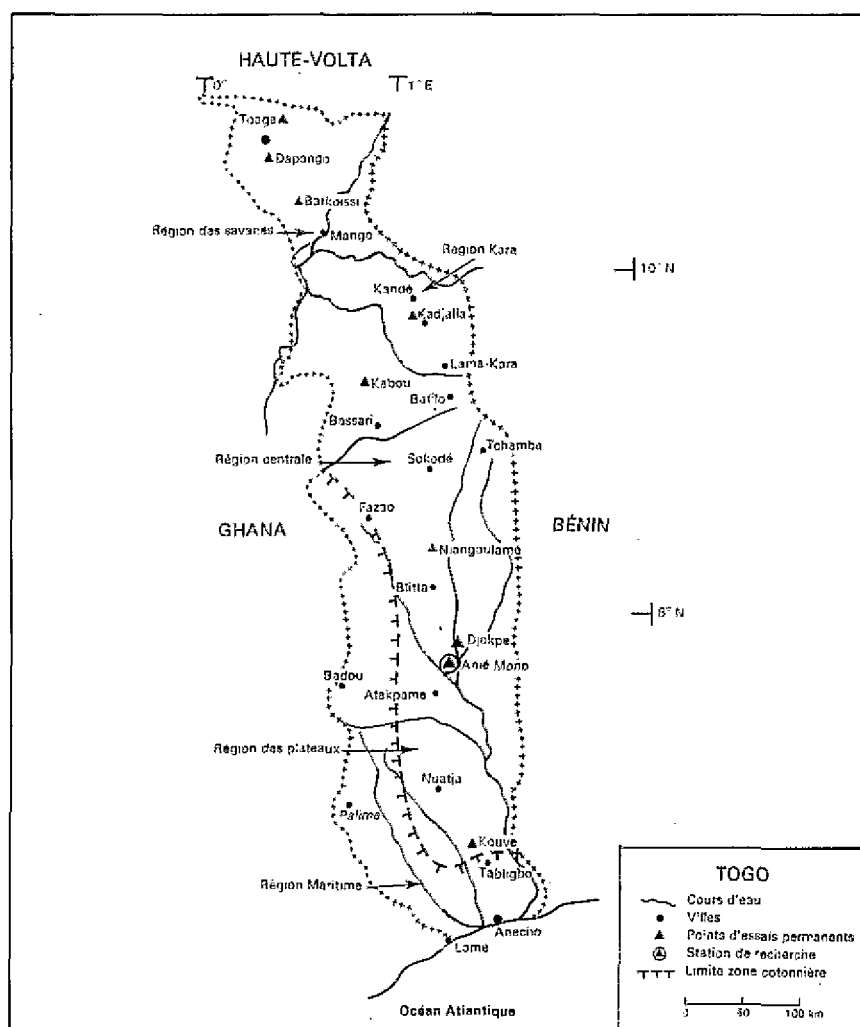 HAUTE-VOLTA
0°
1° E
Toaga
Dapango
Barkoissi
Région des savanes
Mango
Région Kara
10° N
Kandé
Kadjalla
Lama-Kara
Kabou
Baffo
Bassari
Tchamba
Région centrale
Sokodé
Fazao
GHANA
BÉNIN
Niangoulame
Blitta
8° N
Djokpe
Anié Mono
Badou
Atakpame
Région des plateaux
Nuatja
Palime
Kouve
Tabligbo
Région Maritime
Anecho
Lome
Océan Atlantique
TOGO
Cours d'eau
Villes
Points d'essais permanents
Station de recherche
Limite zone cotonnière
0 50 100 km